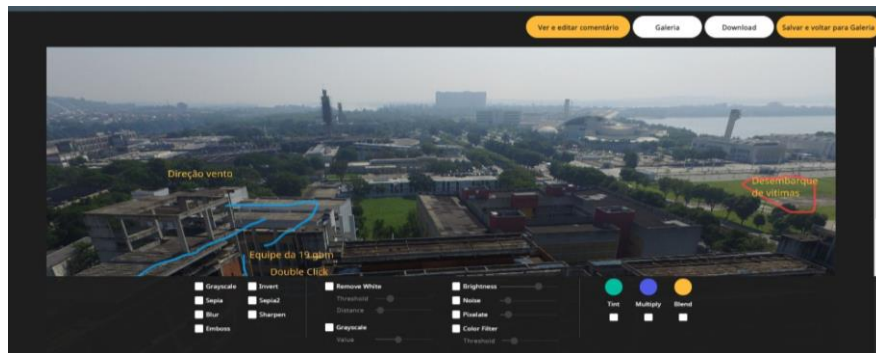 Ver e editar comentário
Galeria
Download
Salvar e voltar para Galeria
Direção vento
Desembarque
de vitimas
Equipe da 19 gbm
Double Click
Grayscale
Invert
Sepia
Sepia2
Blur
Sharpen
Emboss
Remove White
Threshold
Distance
Grayscale
Value
Brightness
Noise
Pixelate
Color Filter
Threshold
Tint
Multiply
Blend